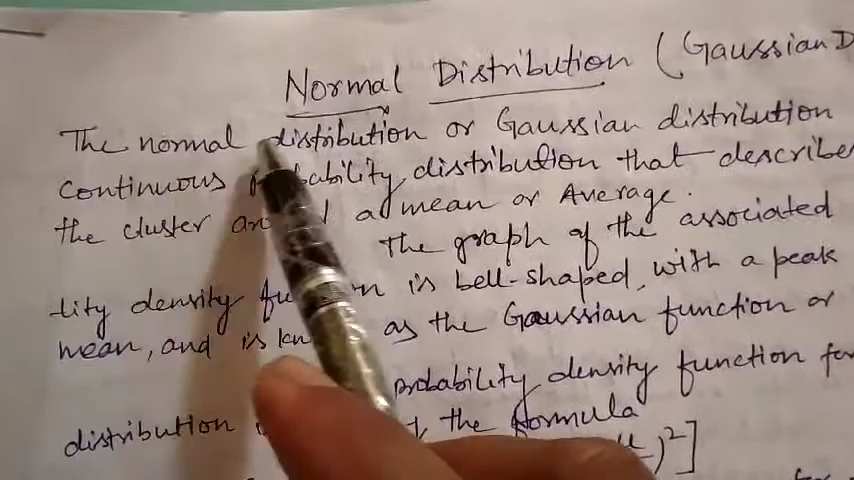 Normal Distribution (Gaussian D
The normal distribution or Gaussian distribution
Continuous distribution that describe
the cluster a mean or Average.
The graph of the associated
-lity density is bell-shaped, with a peak
mean, and is as the Gaussian function or
probability density function for
distribution the formula
)²]